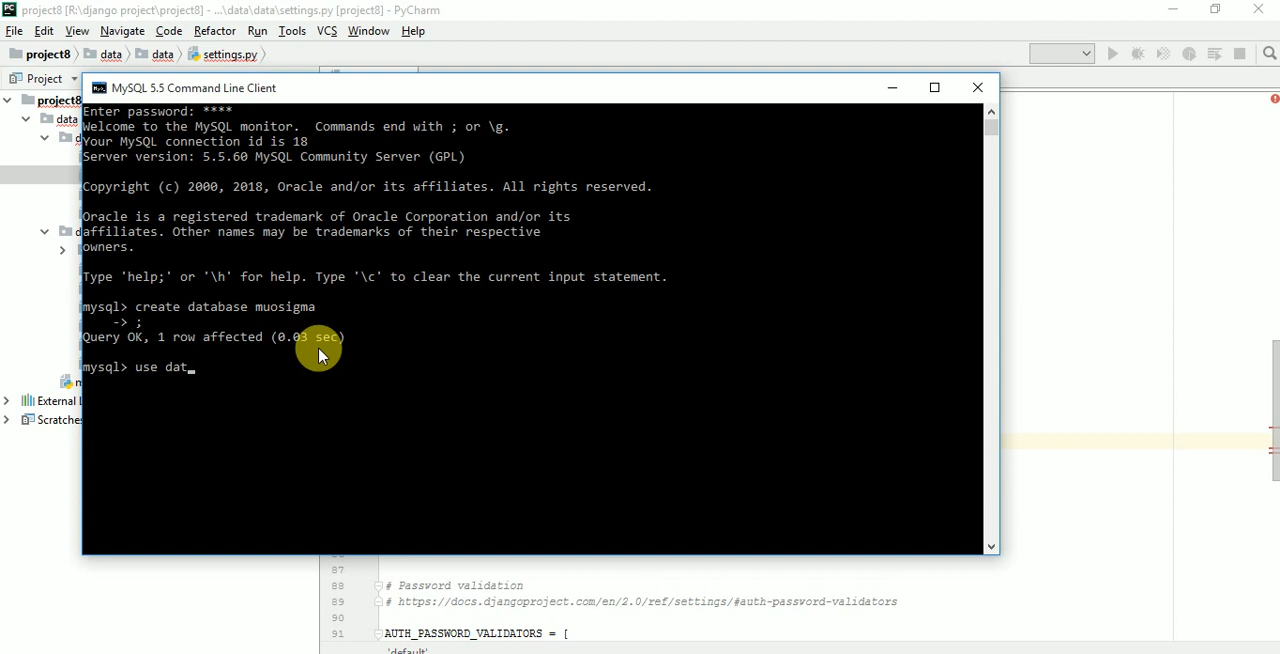 project8 [R:\django project\project8] - ...\data\data\settings.py [project8] - PyCharm
File Edit View Navigate Code Refactor Run Tools VCS Window Help
project8 data data settings.py
Project
MySQL 5.5 Command Line Client
project8
data
Enter password: ****
Welcome to the MySQL monitor.  Commands end with ; or \g.
Your MySQL connection id is 18
Server version: 5.5.60 MySQL Community Server (GPL)
Copyright (c) 2000, 2018, Oracle and/or its affiliates. All rights reserved.
Oracle is a registered trademark of Oracle Corporation and/or its
affiliates. Other names may be trademarks of their respective
owners.
Type 'help;' or '\h' for help. Type '\c' to clear the current input statement.
mysql> create database muosigma
-> ;
Query OK, 1 row affected (0.03 sec)
mysql> use dat_
External L
Scratches
87
88 # Password validation
89 # https://docs.djangoproject.com/en/2.0/ref/settings/#auth-password-validators
90
91 AUTH_PASSWORD_VALIDATORS = [
'default'